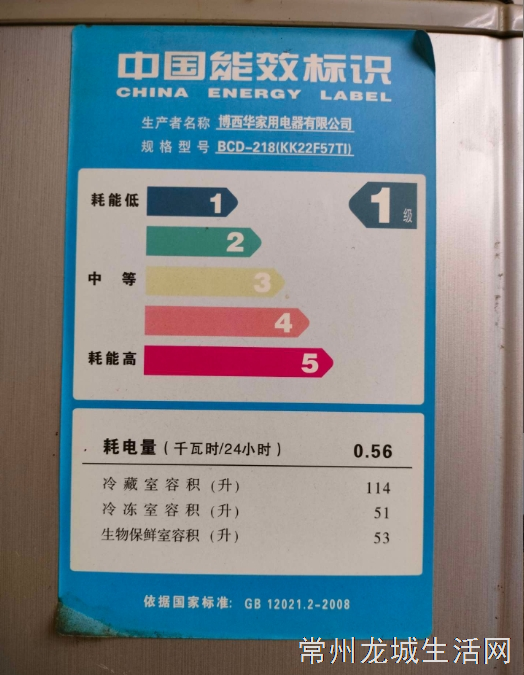 中国能效标识
CHINA ENERGY LABEL
生产者名称 博西华家用电器有限公司
规格型号 BCD-218(KK22F57TI)
耗能低 1 1级
2
中等 3
4
耗能高 5
耗电量(千瓦时/24小时) 0.56
冷藏室容积(升) 114
冷冻室容积(升) 51
生物保鲜室容积(升) 53
依据国家标准: GB 12021.2-2008
常州龙城生活网